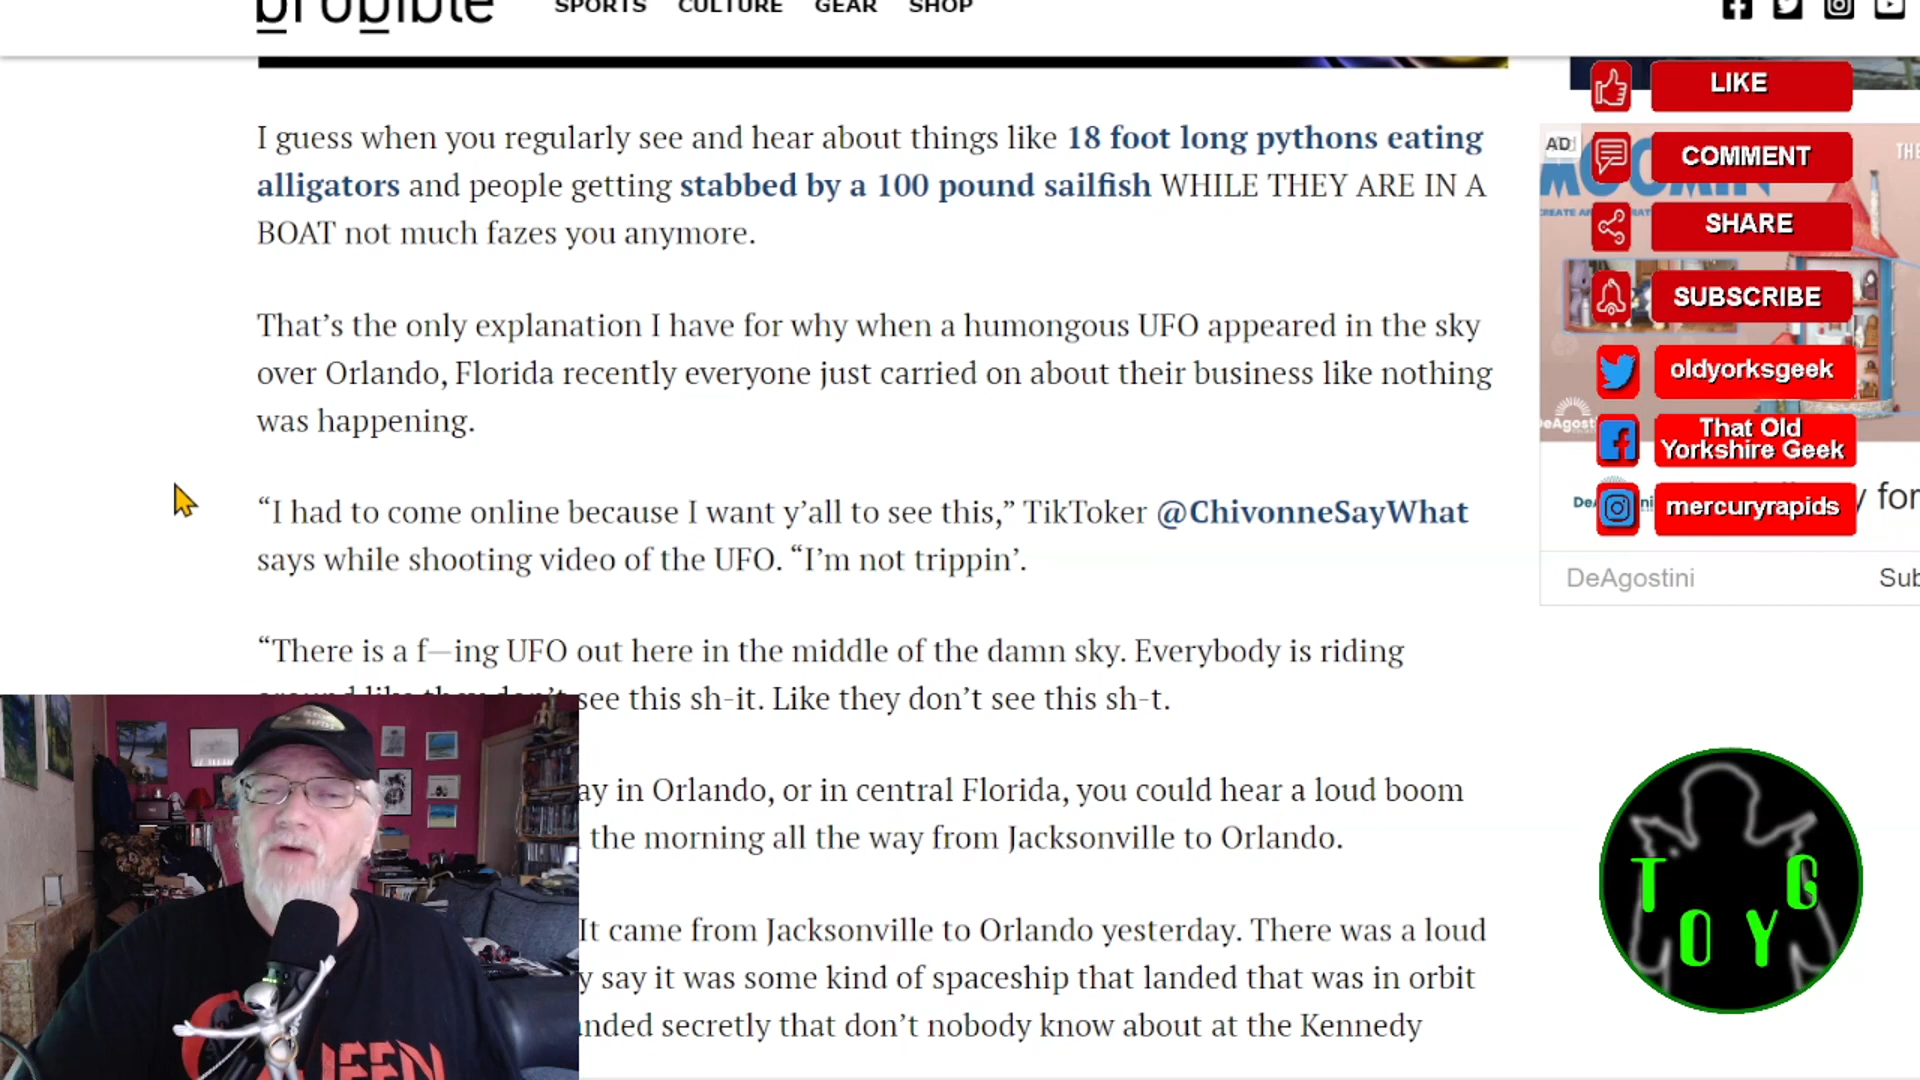 brobible SPORTS CULTURE GEAR SHOP
I guess when you regularly see and hear about things like 18 foot long pythons eating
alligators and people getting stabbed by a 100 pound sailfish WHILE THEY ARE IN A
BOAT not much fazes you anymore.
That’s the only explanation I have for why when a humongous UFO appeared in the sky
over Orlando, Florida recently everyone just carried on about their business like nothing
was happening.
“I had to come online because I want y’all to see this,” TikToker @ChivonneSayWhat
says while shooting video of the UFO. “I’m not trippin’.
“There is a f—ing UFO out here in the middle of the damn sky. Everybody is riding
around like they don’t see this sh-it. Like they don’t see this sh-t.
ay in Orlando, or in central Florida, you could hear a loud boom
the morning all the way from Jacksonville to Orlando.
It came from Jacksonville to Orlando yesterday. There was a loud
y say it was some kind of spaceship that landed that was in orbit
nded secretly that don’t nobody know about at the Kennedy
LIKE
AD
COMMENT
THE
SHARE
SUBSCRIBE
oldyorksgeek
That Old
Yorkshire Geek
mercuryrapids
y for
DeAgostini
Sub
T O Y G